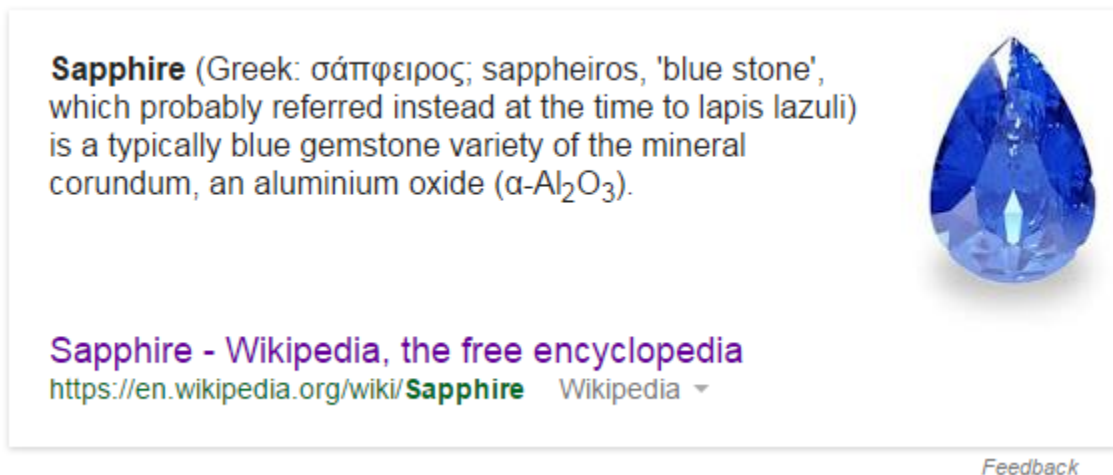 Sapphire (Greek: σάπφειρος; sappheiros, 'blue stone',
which probably referred instead at the time to lapis lazuli)
is a typically blue gemstone variety of the mineral
corundum, an aluminium oxide (α-Al₂O₃).
Sapphire - Wikipedia, the free encyclopedia
https://en.wikipedia.org/wiki/Sapphire Wikipedia
Feedback